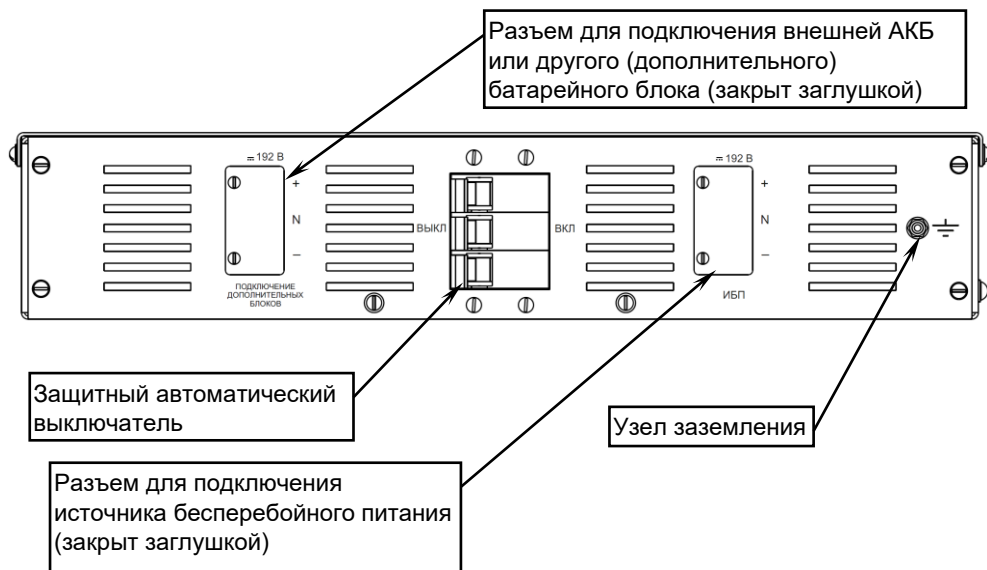 Разъем для подключения внешней АКБ
или другого (дополнительного)
батарейного блока (закрыт заглушкой)
⎓ 192 В
+
N
–
ПОДКЛЮЧЕНИЕ
ДОПОЛНИТЕЛЬНЫХ
БЛОКОВ
ВЫКЛ
ВКЛ
⎓ 192 В
+
N
–
ИБП
Защитный автоматический
выключатель
Узел заземления
Разъем для подключения
источника бесперебойного питания
(закрыт заглушкой)